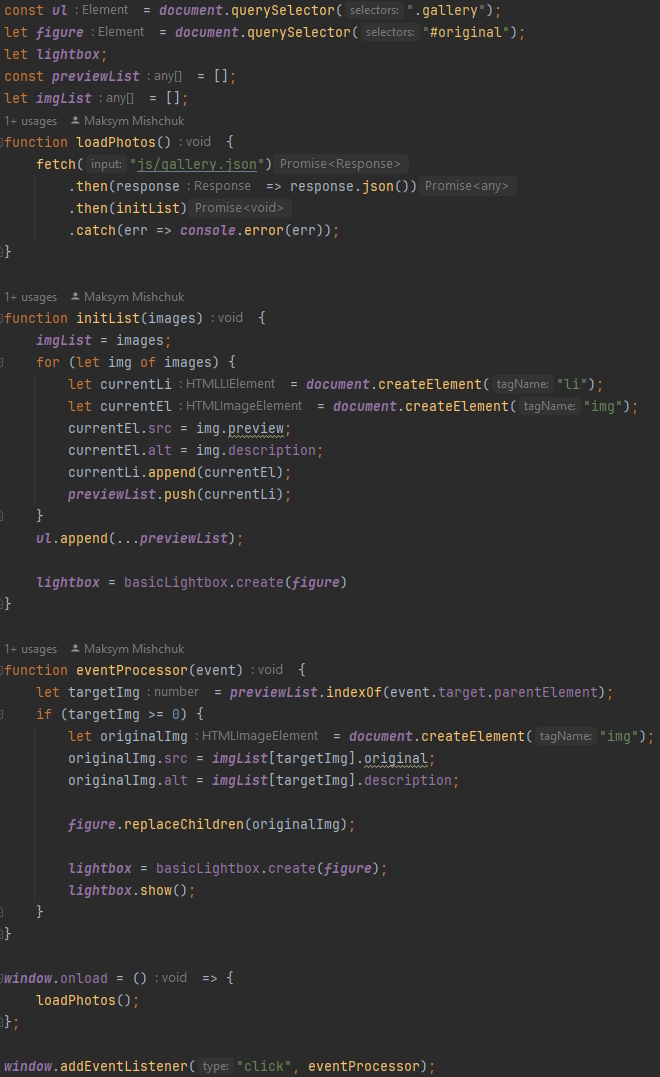 const ul : Element = document.querySelector( selectors: ".gallery");
let figure : Element = document.querySelector( selectors: "#original");
let lightbox;
const previewList : any[] = [];
let imgList : any[] = [];
1+ usages Maksym Mishchuk
function loadPhotos() : void {
    fetch( input: "js/gallery.json") Promise<Response>
        .then(response : Response => response.json()) Promise<any>
        .then(initList) Promise<void>
        .catch(err => console.error(err));
}
1+ usages Maksym Mishchuk
function initList(images) : void {
    imgList = images;
    for (let img of images) {
        let currentLi : HTMLLIElement = document.createElement( tagName: "li");
        let currentEl : HTMLImageElement = document.createElement( tagName: "img");
        currentEl.src = img.preview;
        currentEl.alt = img.description;
        currentLi.append(currentEl);
        previewList.push(currentLi);
    }
    ul.append(...previewList);
    lightbox = basicLightbox.create(figure)
}
1+ usages Maksym Mishchuk
function eventProcessor(event) : void {
    let targetImg : number = previewList.indexOf(event.target.parentElement);
    if (targetImg >= 0) {
        let originalImg : HTMLImageElement = document.createElement( tagName: "img");
        originalImg.src = imgList[targetImg].original;
        originalImg.alt = imgList[targetImg].description;
        figure.replaceChildren(originalImg);
        lightbox = basicLightbox.create(figure);
        lightbox.show();
    }
}
window.onload = () : void => {
    loadPhotos();
};
window.addEventListener( type: "click", eventProcessor);